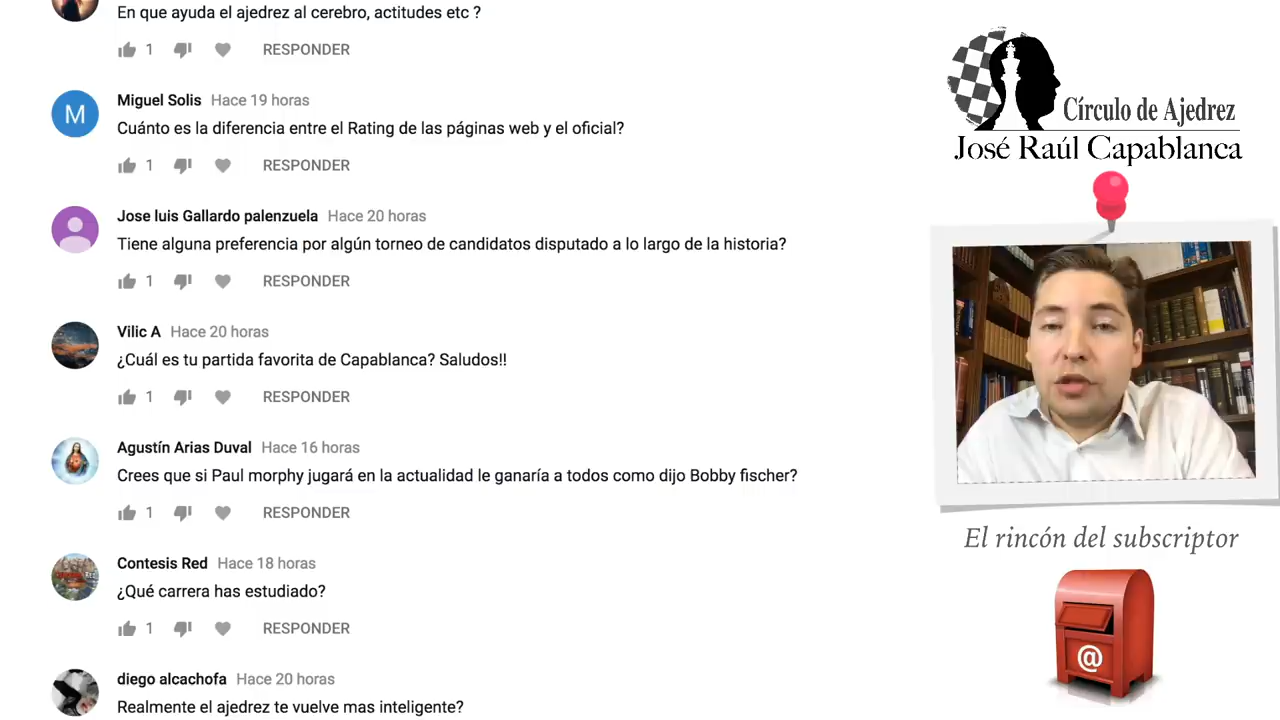 En que ayuda el ajedrez al cerebro, actitudes etc ?
1 RESPONDER
M
Miguel Solis Hace 19 horas
Cuánto es la diferencia entre el Rating de las páginas web y el oficial?
1 RESPONDER
Jose luis Gallardo palenzuela Hace 20 horas
Tiene alguna preferencia por algún torneo de candidatos disputado a lo largo de la historia?
1 RESPONDER
Vilic A Hace 20 horas
¿Cuál es tu partida favorita de Capablanca? Saludos!!
1 RESPONDER
Agustín Arias Duval Hace 16 horas
Crees que si Paul morphy jugará en la actualidad le ganaría a todos como dijo Bobby fischer?
1 RESPONDER
Contesis Red Hace 18 horas
¿Qué carrera has estudiado?
1 RESPONDER
diego alcachofa Hace 20 horas
Realmente el ajedrez te vuelve mas inteligente?
Círculo de Ajedrez
José Raúl Capablanca
El rincón del subscriptor
@